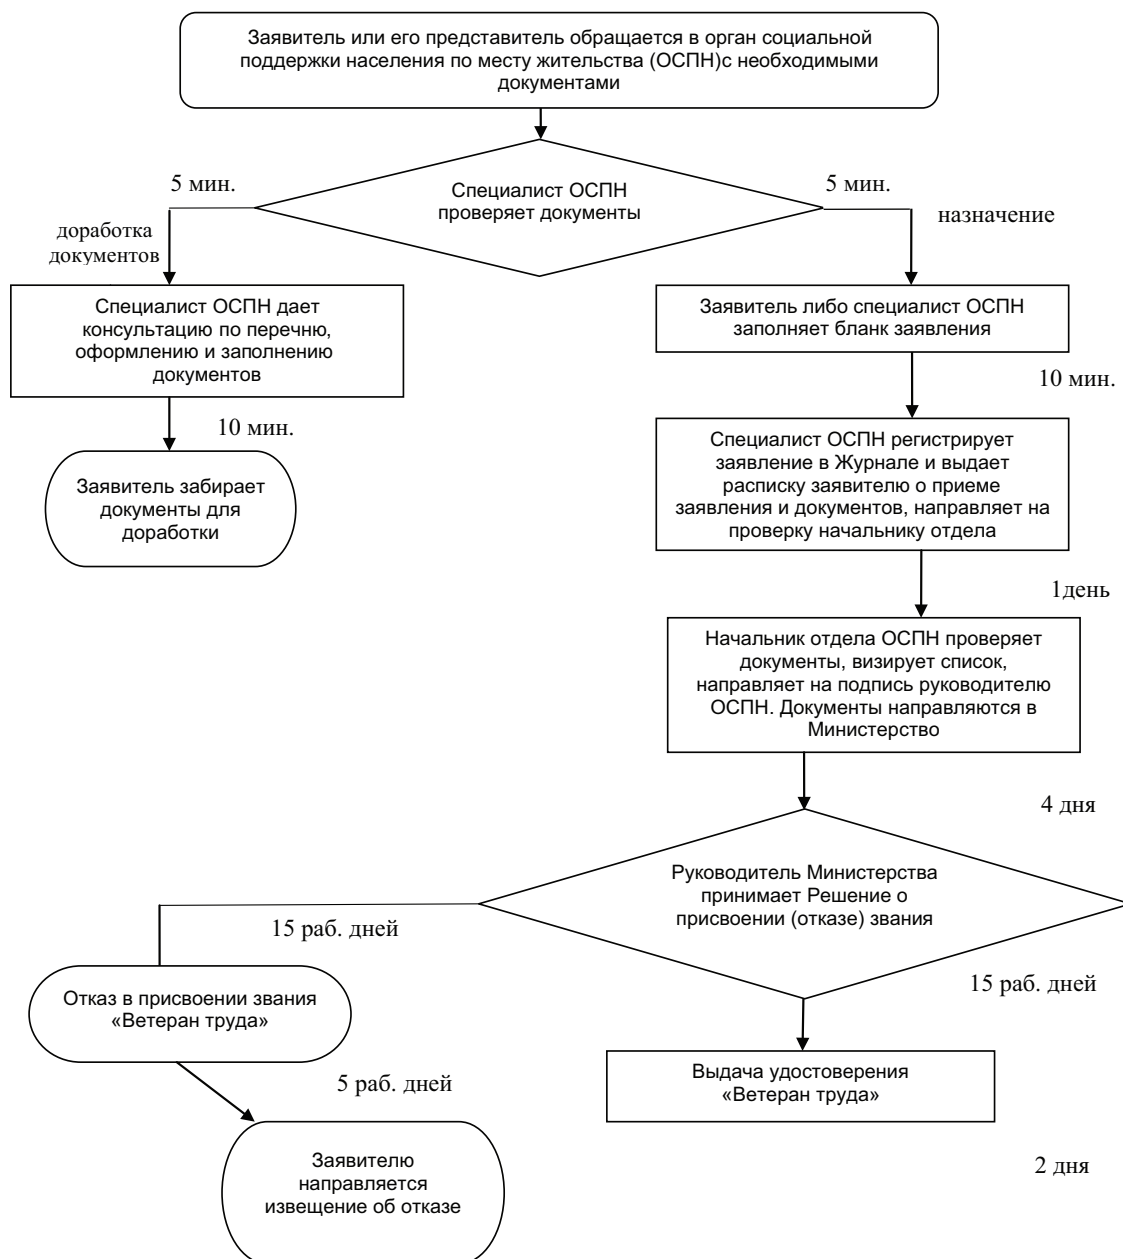 Заявитель или его представитель обращается в орган социальной
поддержки населения по месту жительства (ОСПН)с необходимыми
документами
5 мин.
Специалист ОСПН
проверяет документы
5 мин.
доработка
документов
назначение
Специалист ОСПН дает
консультацию по перечню,
оформлению и заполнению
документов
Заявитель либо специалист ОСПН
заполняет бланк заявления
10 мин.
10 мин.
Заявитель забирает
документы для
доработки
Специалист ОСПН регистрирует
заявление в Журнале и выдает
расписку заявителю о приеме
заявления и документов, направляет на
проверку начальнику отдела
1день
Начальник отдела ОСПН проверяет
документы, визирует список,
направляет на подпись руководителю
ОСПН. Документы направляются в
Министерство
4 дня
Руководитель Министерства
принимает Решение о
присвоении (отказе) звания
15 раб. дней
15 раб. дней
Отказ в присвоении звания
«Ветеран труда»
Выдача удостоверения
«Ветеран труда»
5 раб. дней
2 дня
Заявителю
направляется
извещение об отказе